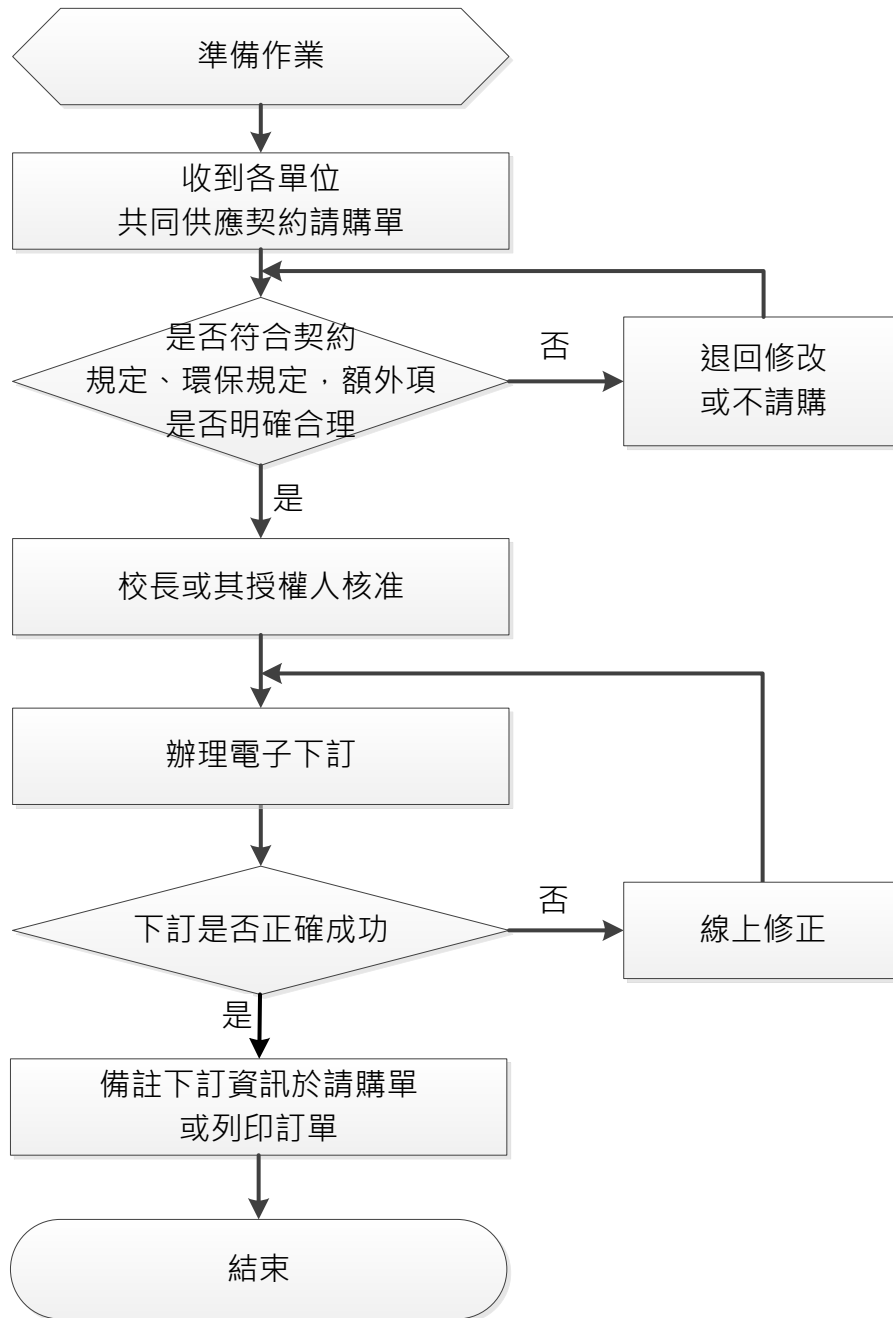 準備作業
收到各單位
共同供應契約請購單
是否符合契約
規定、環保規定，額外項
是否明確合理
否
退回修改
或不請購
是
校長或其授權人核准
辦理電子下訂
下訂是否正確成功
否
線上修正
是
備註下訂資訊於請購單
或列印訂單
結束